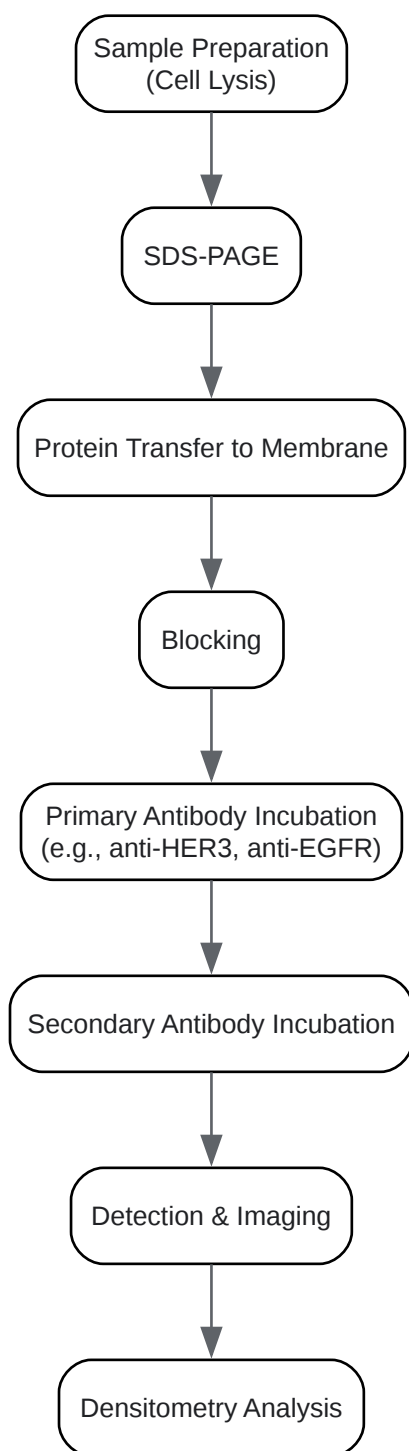 Sample Preparation
(Cell Lysis)
SDS-PAGE
Protein Transfer to Membrane
Blocking
Primary Antibody Incubation
(e.g., anti-HER3, anti-EGFR)
Secondary Antibody Incubation
Detection & Imaging
Densitometry Analysis